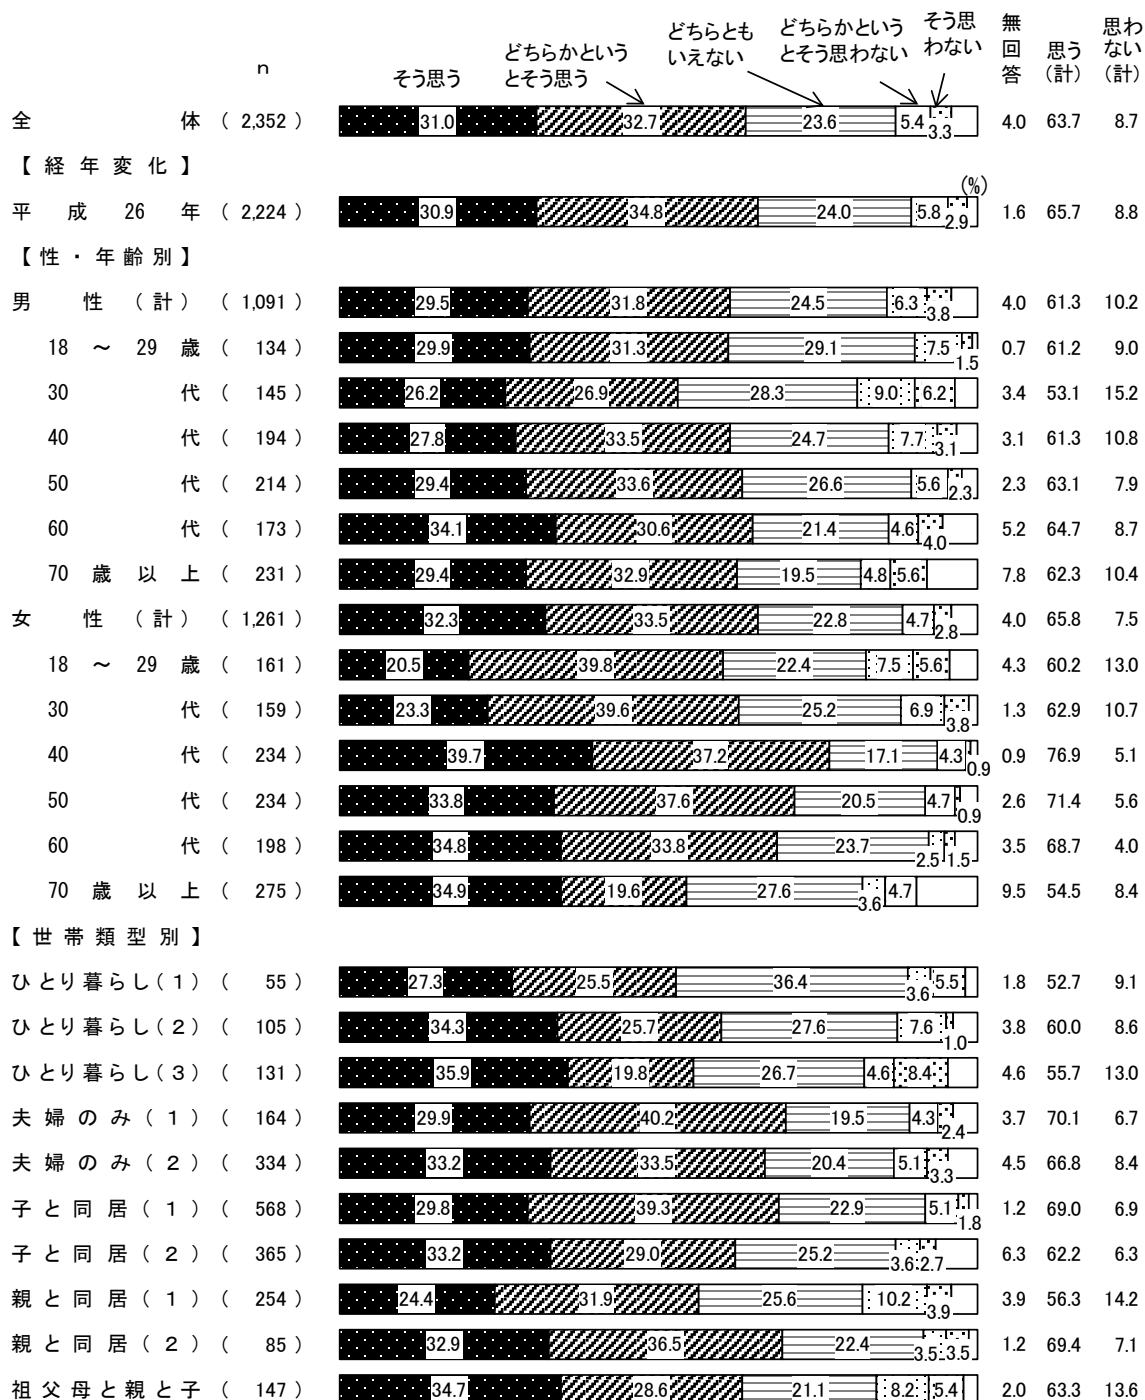 n そう思う どちらかというとそう思う どちらともいえない どちらかというとそう思わない そう思わない 無回答 思う(計) 思わない(計)
全体 ( 2,352 ) 31.0 32.7 23.6 5.4 3.3 4.0 63.7 8.7
【経年変化】
(%)
平成26年 ( 2,224 ) 30.9 34.8 24.0 5.8 2.9 1.6 65.7 8.8
【性・年齢別】
男性(計) ( 1,091 ) 29.5 31.8 24.5 6.3 3.8 4.0 61.3 10.2
18～29歳 ( 134 ) 29.9 31.3 29.1 7.5 1.5 0.7 61.2 9.0
30代 ( 145 ) 26.2 26.9 28.3 9.0 6.2 3.4 53.1 15.2
40代 ( 194 ) 27.8 33.5 24.7 7.7 3.1 3.1 61.3 10.8
50代 ( 214 ) 29.4 33.6 26.6 5.6 2.3 2.3 63.1 7.9
60代 ( 173 ) 34.1 30.6 21.4 4.6 4.0 5.2 64.7 8.7
70歳以上 ( 231 ) 29.4 32.9 19.5 4.8 5.6 7.8 62.3 10.4
女性(計) ( 1,261 ) 32.3 33.5 22.8 4.7 2.8 4.0 65.8 7.5
18～29歳 ( 161 ) 20.5 39.8 22.4 7.5 5.6 4.3 60.2 13.0
30代 ( 159 ) 23.3 39.6 25.2 6.9 3.8 1.3 62.9 10.7
40代 ( 234 ) 39.7 37.2 17.1 4.3 0.9 0.9 76.9 5.1
50代 ( 234 ) 33.8 37.6 20.5 4.7 0.9 2.6 71.4 5.6
60代 ( 198 ) 34.8 33.8 23.7 2.5 1.5 3.5 68.7 4.0
70歳以上 ( 275 ) 34.9 19.6 27.6 3.6 4.7 9.5 54.5 8.4
【世帯類型別】
ひとり暮らし(1) ( 55 ) 27.3 25.5 36.4 3.6 5.5 1.8 52.7 9.1
ひとり暮らし(2) ( 105 ) 34.3 25.7 27.6 7.6 1.0 3.8 60.0 8.6
ひとり暮らし(3) ( 131 ) 35.9 19.8 26.7 4.6 8.4 4.6 55.7 13.0
夫婦のみ(1) ( 164 ) 29.9 40.2 19.5 4.3 2.4 3.7 70.1 6.7
夫婦のみ(2) ( 334 ) 33.2 33.5 20.4 5.1 3.3 4.5 66.8 8.4
子と同居(1) ( 568 ) 29.8 39.3 22.9 5.1 1.8 1.2 69.0 6.9
子と同居(2) ( 365 ) 33.2 29.0 25.2 3.6 2.7 6.3 62.2 6.3
親と同居(1) ( 254 ) 24.4 31.9 25.6 10.2 3.9 3.9 56.3 14.2
親と同居(2) ( 85 ) 32.9 36.5 22.4 3.5 3.5 1.2 69.4 7.1
祖父母と親と子 ( 147 ) 34.7 28.6 21.1 8.2 5.4 2.0 63.3 13.6